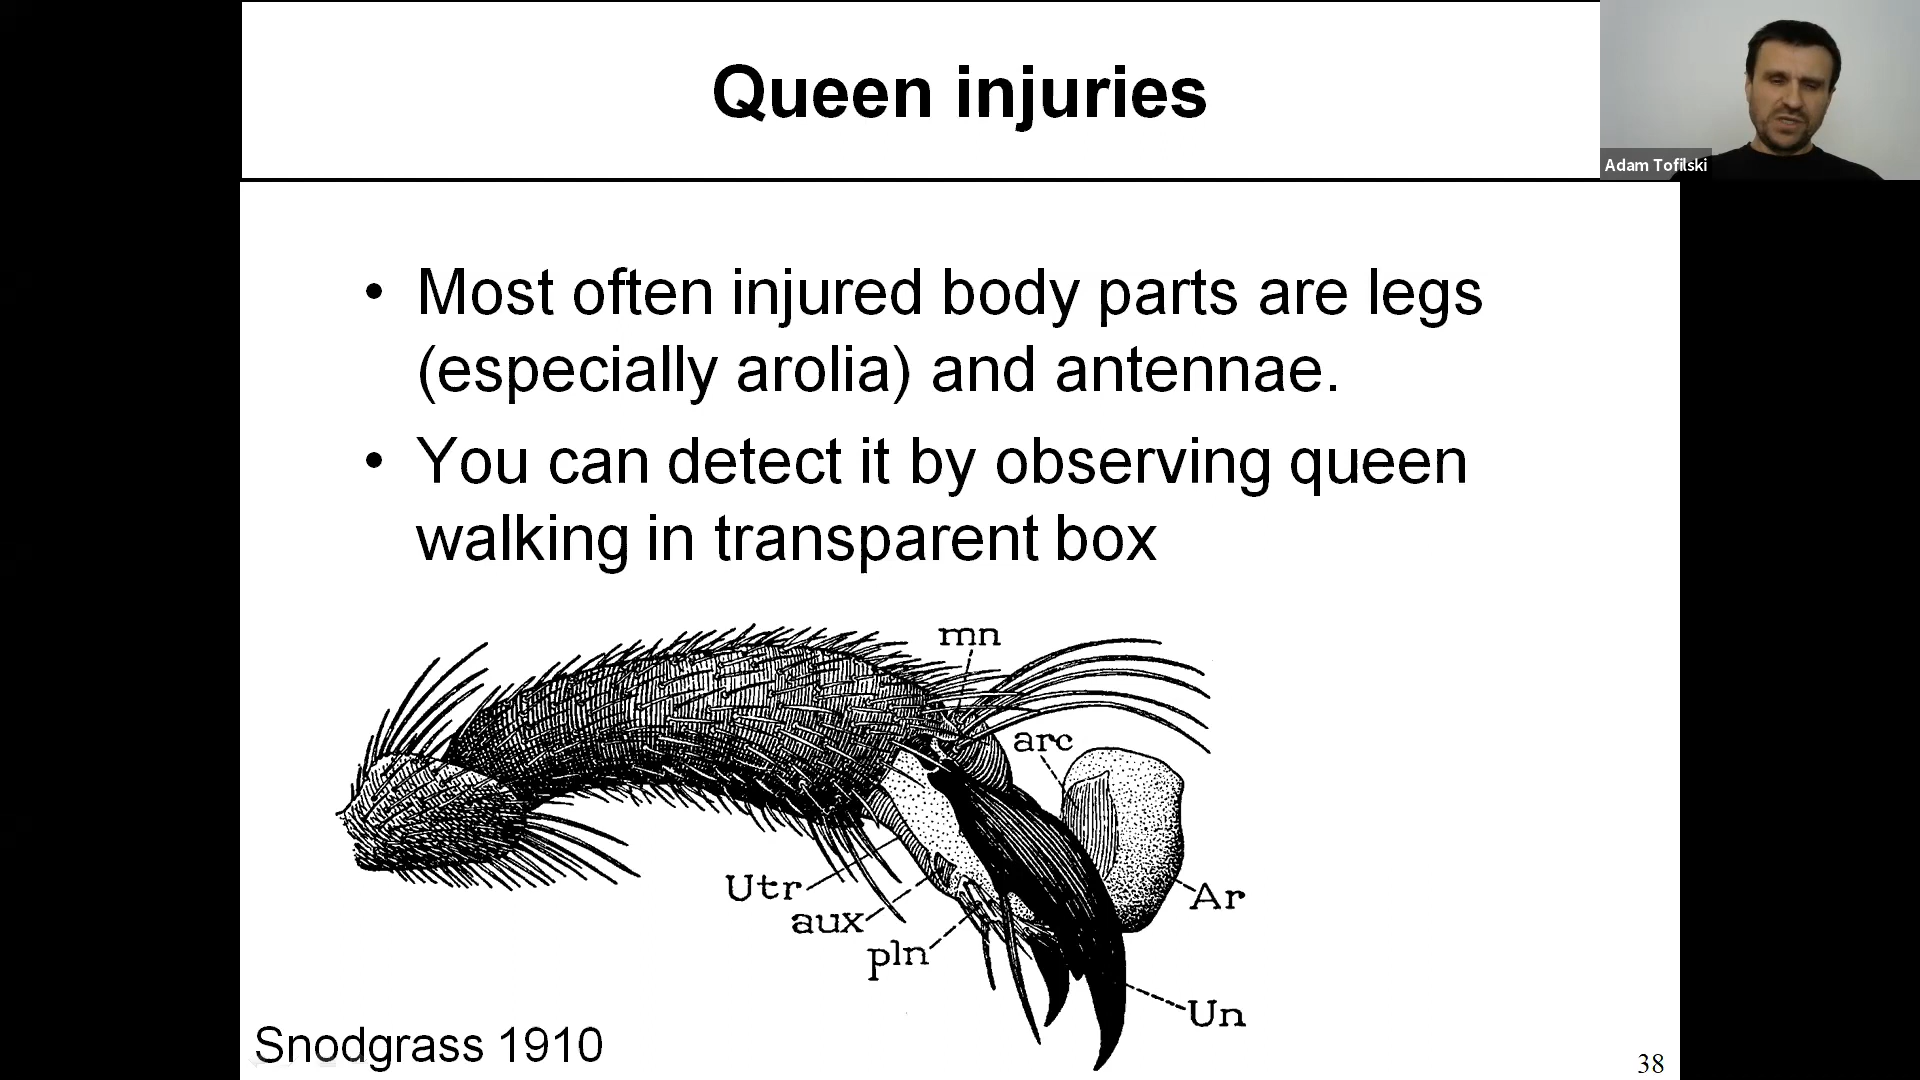 Queen injuries
Adam Tofilski
• Most often injured body parts are legs
(especially arolia) and antennae.
• You can detect it by observing queen
walking in transparent box
mn
arc
Utr
aux
pln
Ar
Un
Snodgrass 1910
38